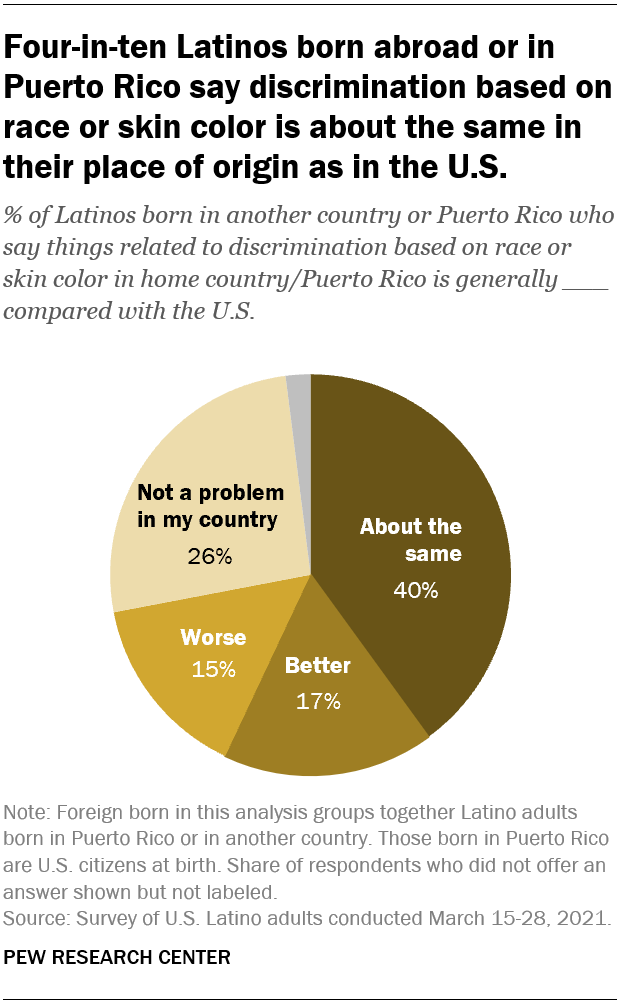 Four-in-ten Latinos born abroad or in
Puerto Rico say discrimination based on
race or skin color is about the same in
their place of origin as in the U.S.
% of Latinos born in another country or Puerto Rico who
say things related to discrimination based on race or
skin color in home country/Puerto Rico is generally ___
compared with the U.S.
Not a problem
in my country
26%
About the
same
40%
Worse
15%
Better
17%
Note: Foreign born in this analysis groups together Latino adults
born in Puerto Rico or in another country. Those born in Puerto Rico
are U.S. citizens at birth. Share of respondents who did not offer an
answer shown but not labeled.
Source: Survey of U.S. Latino adults conducted March 15-28, 2021.
PEW RESEARCH CENTER